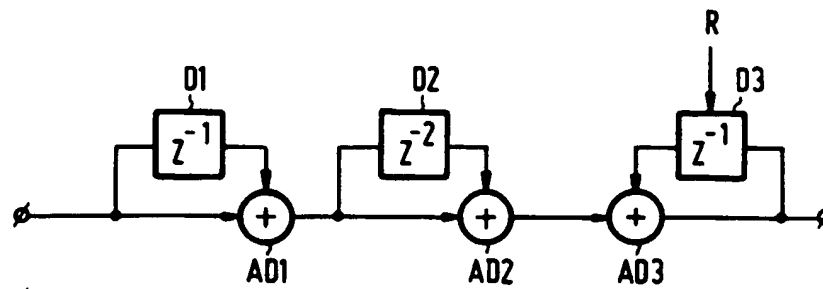 R
D1
D2
D3
z-1
z-2
z-1
+
+
+
AD1
AD2
AD3